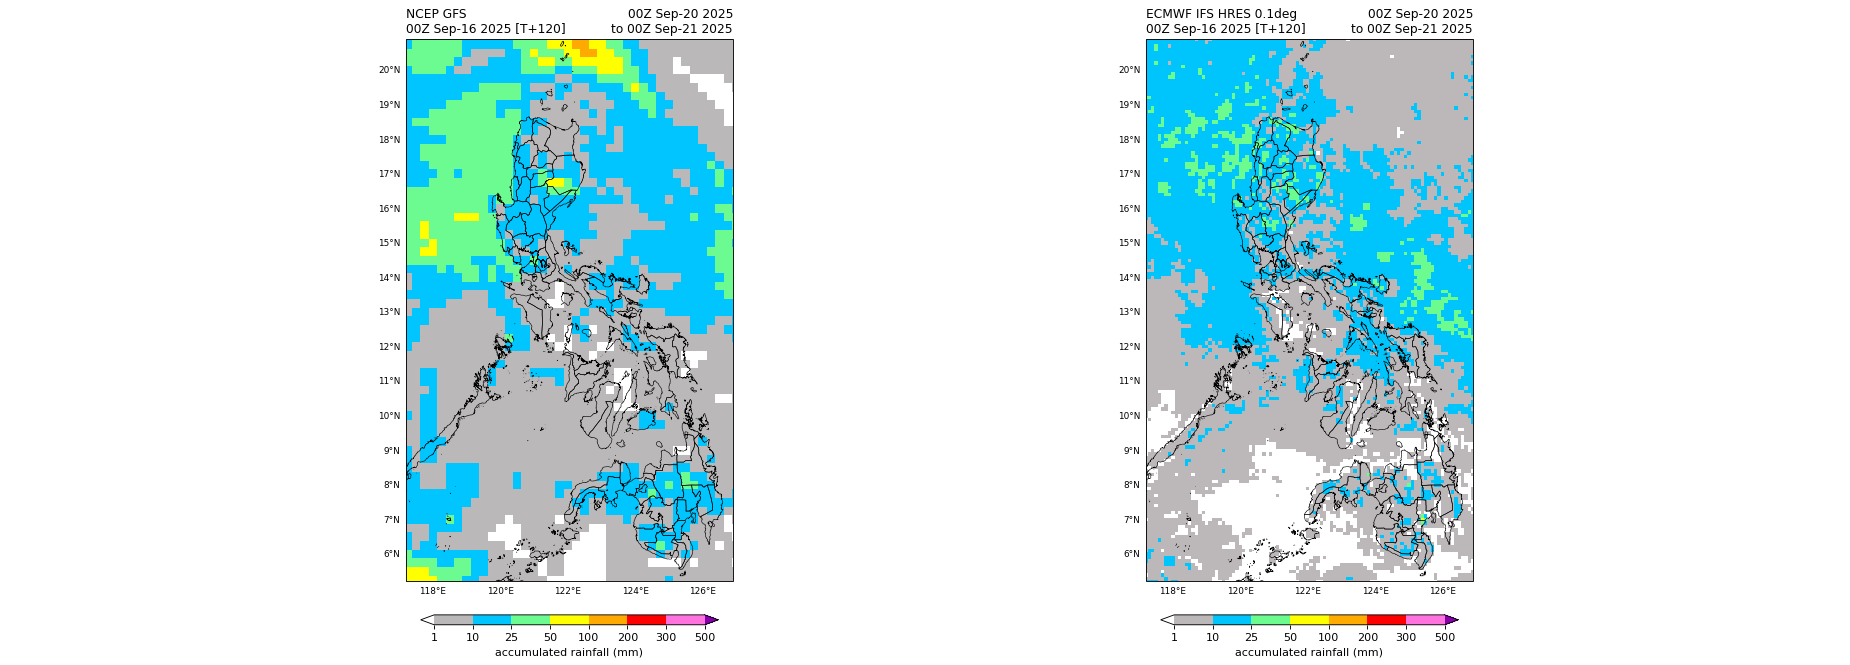 NCEP GFS 00Z Sep-20 2025
00Z Sep-16 2025 [T+120] to 00Z Sep-21 2025
20°N
19°N
18°N
17°N
16°N
15°N
14°N
13°N
12°N
11°N
10°N
9°N
8°N
7°N
6°N
118°E 120°E 122°E 124°E 126°E
1 10 25 50 100 200 300 500
accumulated rainfall (mm)
ECMWF IFS HRES 0.1deg 00Z Sep-20 2025
00Z Sep-16 2025 [T+120] to 00Z Sep-21 2025
20°N
19°N
18°N
17°N
16°N
15°N
14°N
13°N
12°N
11°N
10°N
9°N
8°N
7°N
6°N
118°E 120°E 122°E 124°E 126°E
1 10 25 50 100 200 300 500
accumulated rainfall (mm)